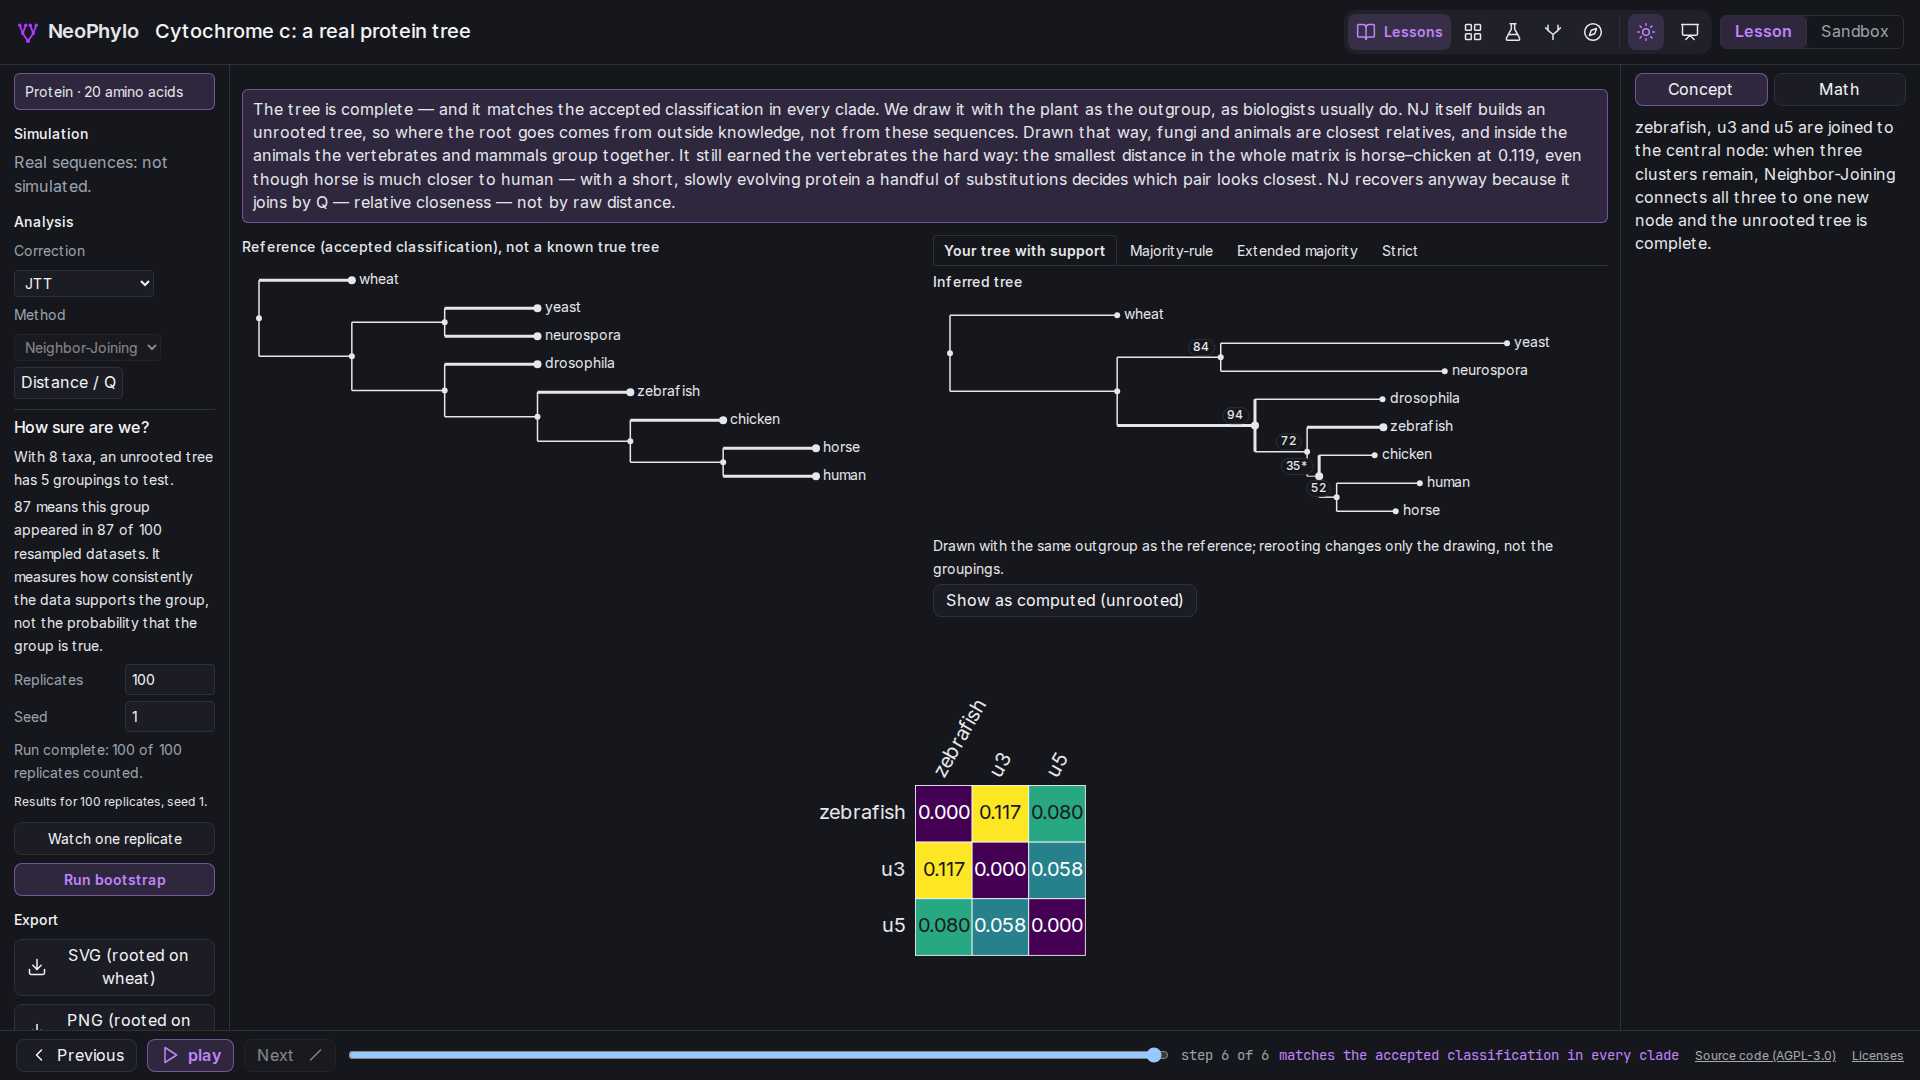 NeoPhylo Cytochrome c: a real protein tree
Lessons
Lesson Sandbox
Protein · 20 amino acids
Simulation
Real sequences: not
simulated.
Analysis
Correction
JTT
Method
Neighbor-Joining
Distance / Q
How sure are we?
With 8 taxa, an unrooted tree
has 5 groupings to test.
87 means this group
appeared in 87 of 100
resampled datasets. It
measures how consistently
the data supports the group,
not the probability that the
group is true.
Replicates 100
Seed 1
Run complete: 100 of 100
replicates counted.
Results for 100 replicates, seed 1.
Watch one replicate
Run bootstrap
Export
SVG (rooted on
wheat)
PNG (rooted on
The tree is complete — and it matches the accepted classification in every clade. We draw it with the plant as the outgroup, as biologists usually do. NJ itself builds an
unrooted tree, so where the root goes comes from outside knowledge, not from these sequences. Drawn that way, fungi and animals are closest relatives, and inside the
animals the vertebrates and mammals group together. It still earned the vertebrates the hard way: the smallest distance in the whole matrix is horse–chicken at 0.119, even
though horse is much closer to human — with a short, slowly evolving protein a handful of substitutions decides which pair looks closest. NJ recovers anyway because it
joins by Q — relative closeness — not by raw distance.
Reference (accepted classification), not a known true tree
wheat
yeast
neurospora
drosophila
zebrafish
chicken
horse
human
Your tree with support Majority-rule Extended majority Strict
Inferred tree
wheat
84 yeast
neurospora
drosophila
94 zebrafish
72 chicken
35*
52 human
horse
Drawn with the same outgroup as the reference; rerooting changes only the drawing, not the
groupings.
Show as computed (unrooted)
zebrafish u3 u5
zebrafish 0.000 0.117 0.080
u3 0.117 0.000 0.058
u5 0.080 0.058 0.000
Concept Math
zebrafish, u3 and u5 are joined to
the central node: when three
clusters remain, Neighbor-Joining
connects all three to one new
node and the unrooted tree is
complete.
Previous play Next step 6 of 6 matches the accepted classification in every clade Source code (AGPL-3.0) Licenses